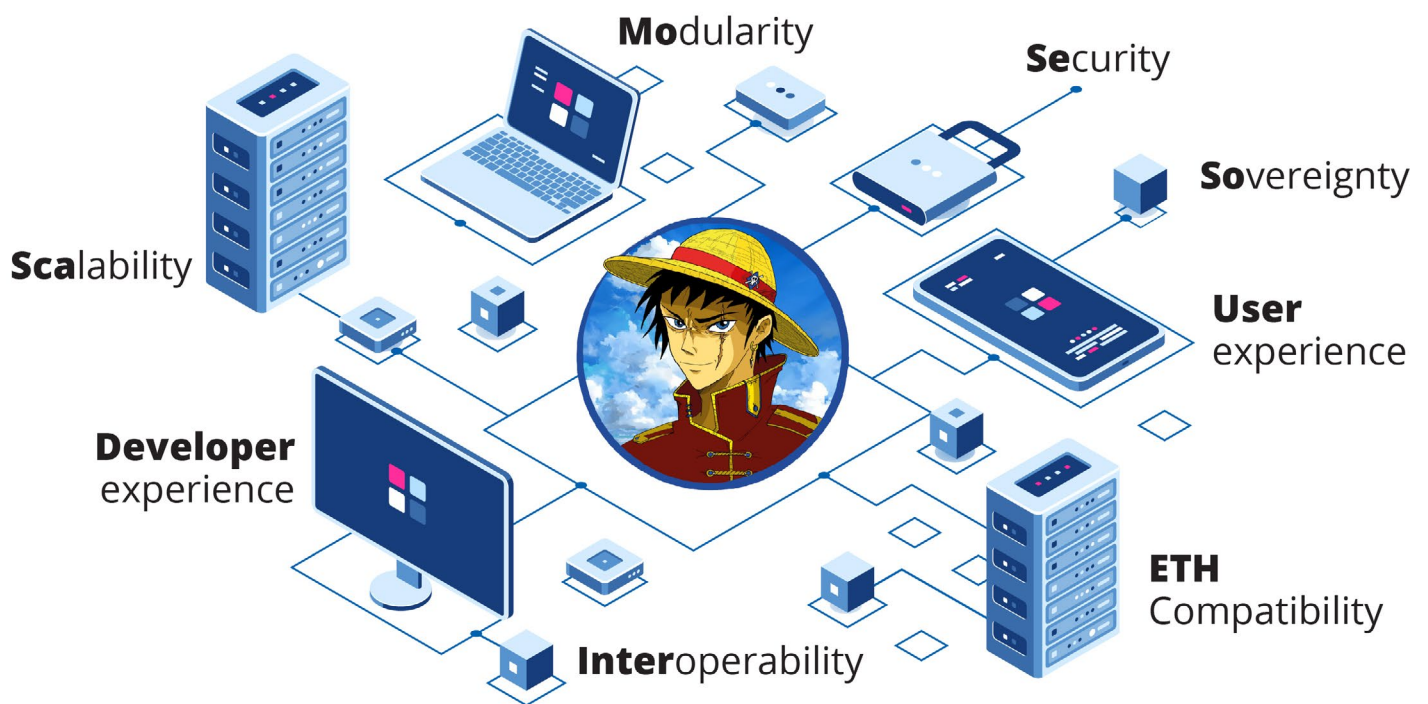 Modularity
Security
Sovereignty
Scalability
User
experience
Developer
experience
ETH
Compatibility
Interoperability